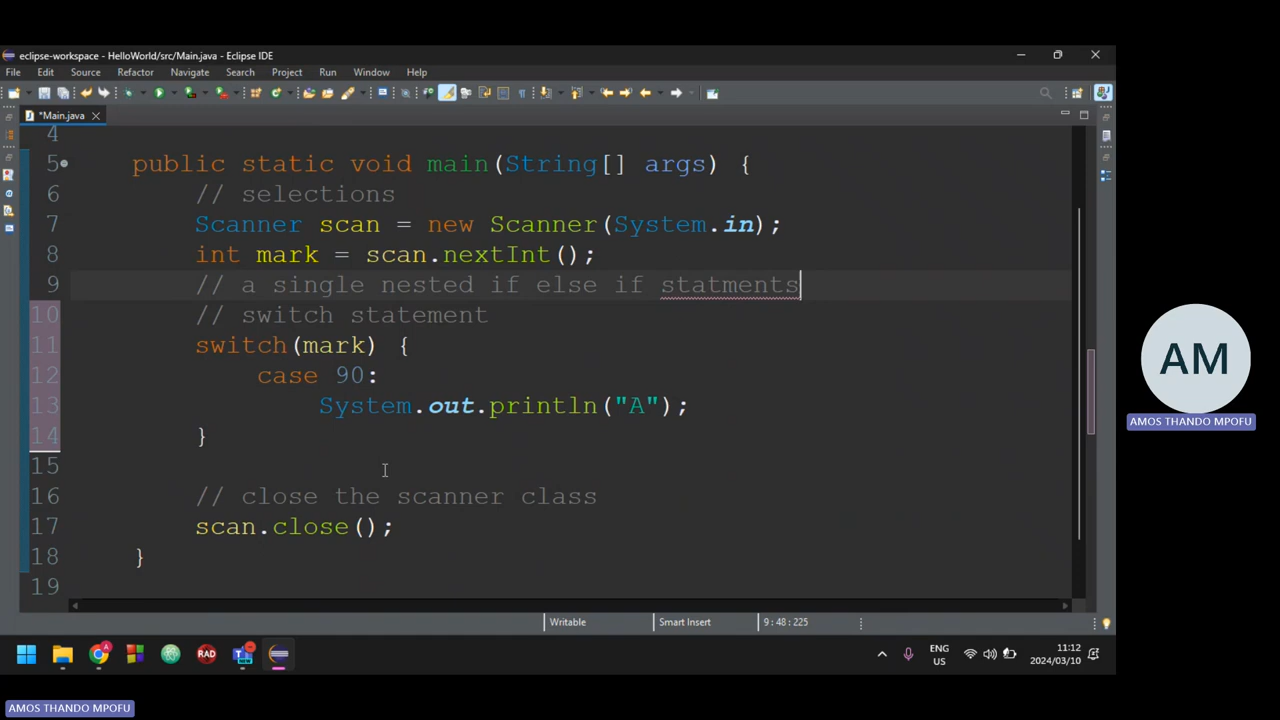 eclipse-workspace - HelloWorld/src/Main.java - Eclipse IDE
File Edit Source Refactor Navigate Search Project Run Window Help
*Main.java
4
5 public static void main(String[] args) {
6 // selections
7 Scanner scan = new Scanner(System.in);
8 int mark = scan.nextInt();
9 // a single nested if else if statments
10 // switch statement
11 switch(mark) {
12 case 90:
13 System.out.println("A");
14 }
15
16 // close the scanner class
17 scan.close();
18 }
19
Writable Smart Insert 9 : 48 : 225
RAD
ENG
US
11:12
2024/03/10
AM
AMOS THANDO MPOFU
AMOS THANDO MPOFU